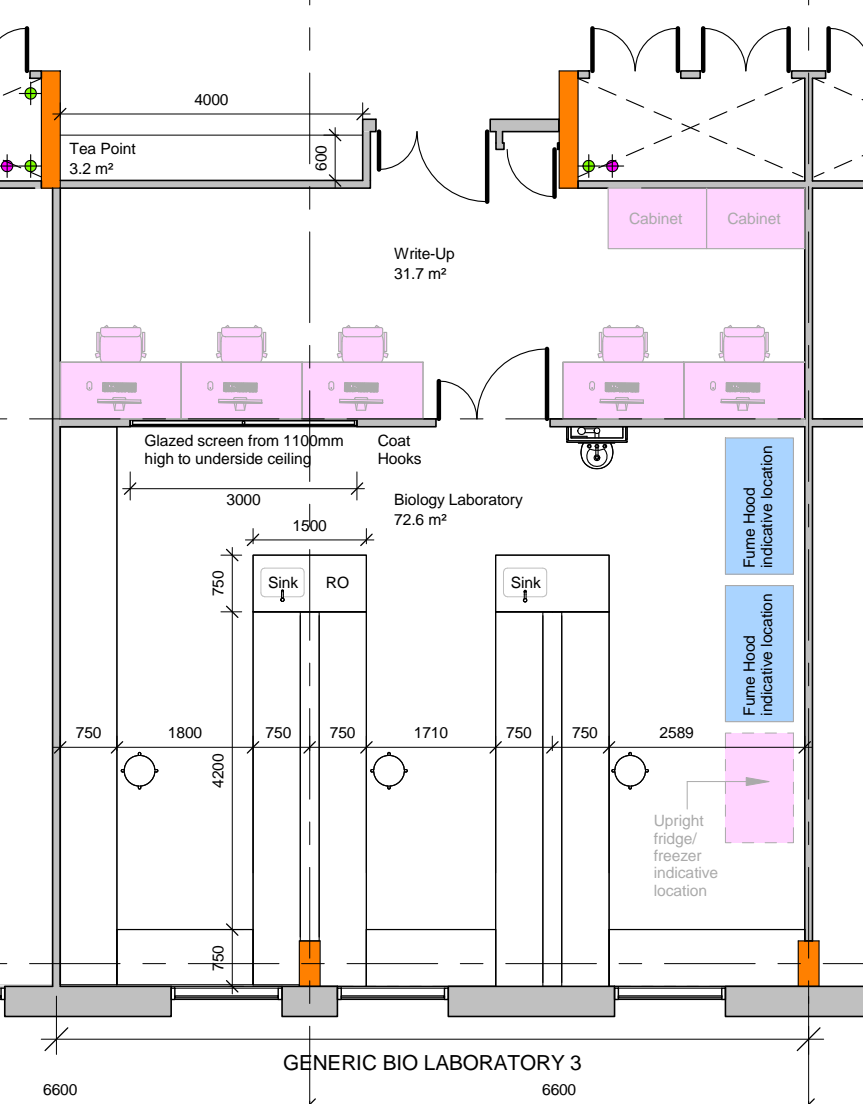 4000
Tea Point
3.2 m²
600
Cabinet
Cabinet
Write-Up
31.7 m²
Glazed screen from 1100mm
high to underside ceiling
Coat
Hooks
3000
Biology Laboratory
72.6 m²
Fume Hood
indicative location
1500
750
Sink
RO
Sink
Fume Hood
indicative location
750
1800
750
750
1710
750
750
2589
4200
Upright
fridge/
freezer
indicative
location
750
GENERIC BIO LABORATORY 3
6600
6600